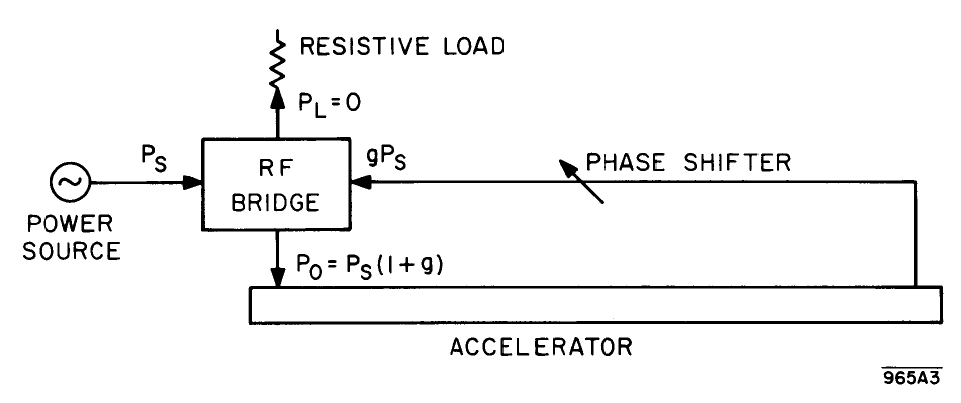 RESISTIVE LOAD
P_L = 0
P_S
RF
BRIDGE
gP_S
PHASE SHIFTER
POWER
SOURCE
P_0 = P_S (1 + g)
ACCELERATOR
965A3